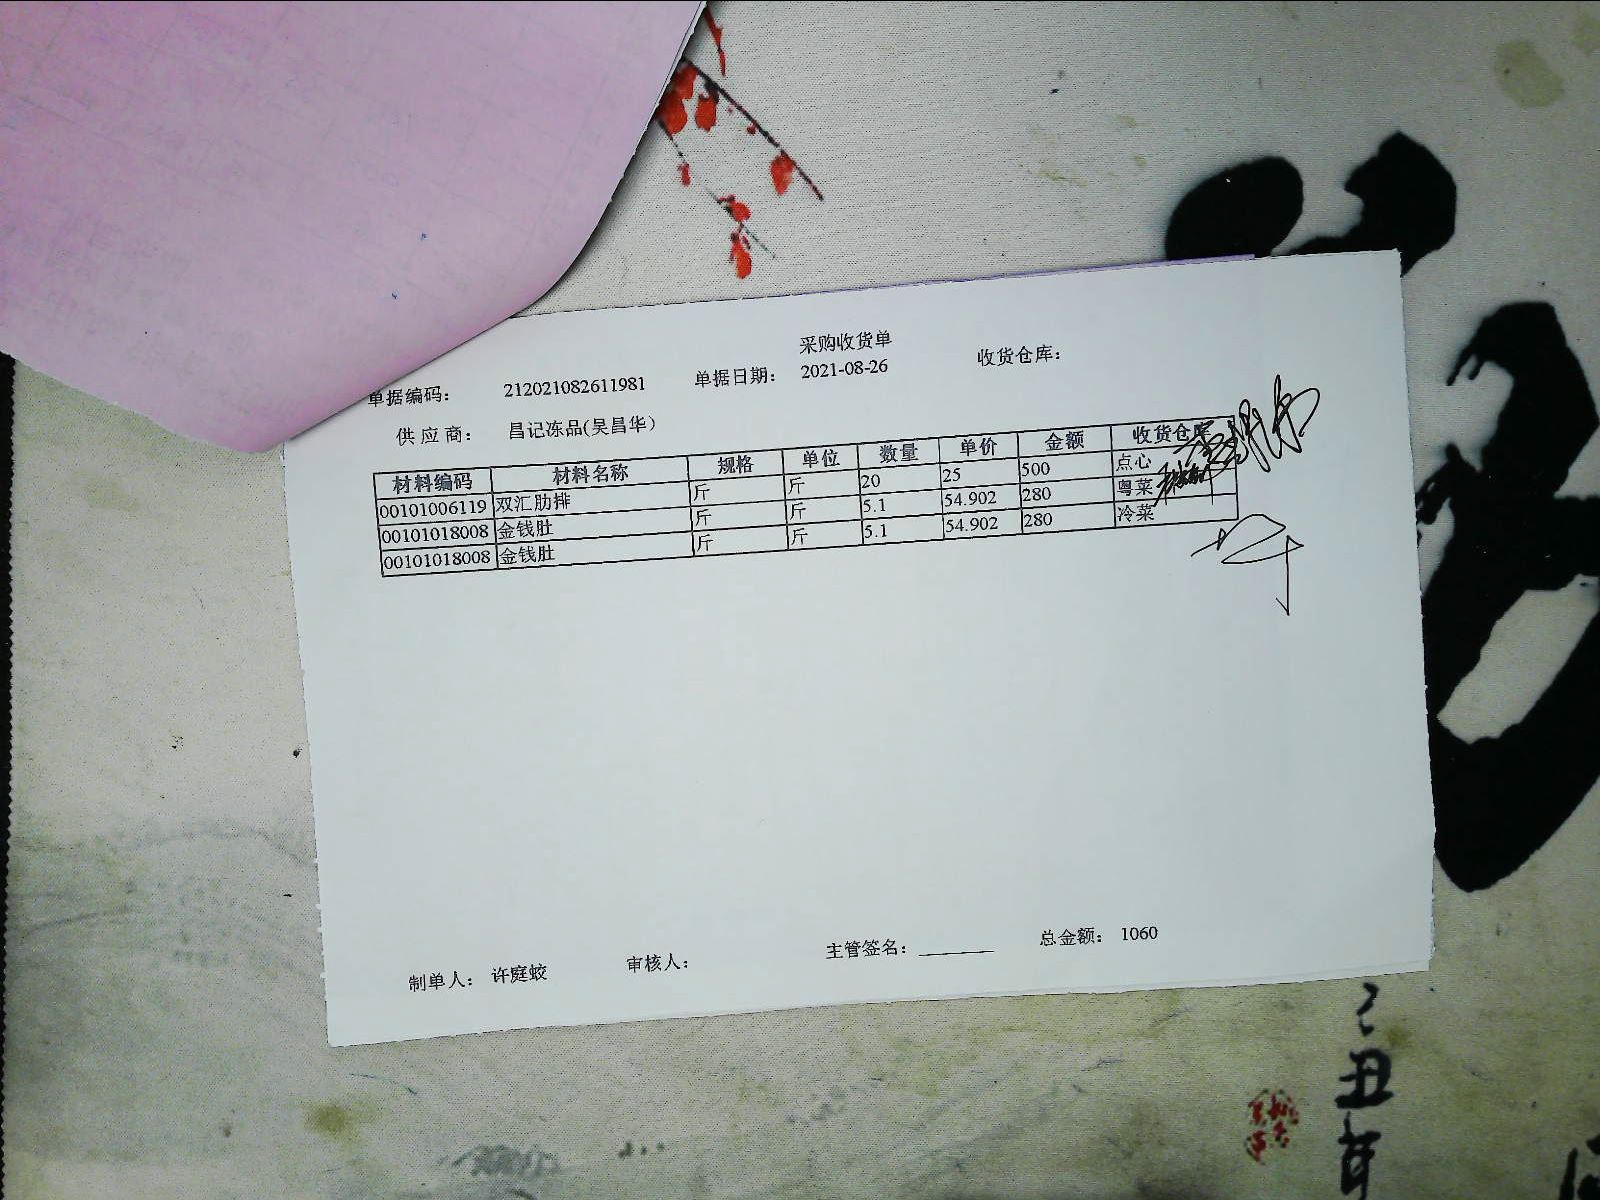 采购收货单
单据编码： 212021082611981 单据日期： 2021-08-26 收货仓库：
供应商： 昌记冻品(吴昌华)
材料编码 材料名称 规格 单位 数量 单价 金额 收货仓库
00101006119 双汇肋排 斤 斤 20 25 500 点心
00101018008 金钱肚 斤 斤 5.1 54.902 280 粤菜
00101018008 金钱肚 斤 斤 5.1 54.902 280 冷菜
制单人： 许庭蛟 审核人： 主管签名： 总金额： 1060
丑